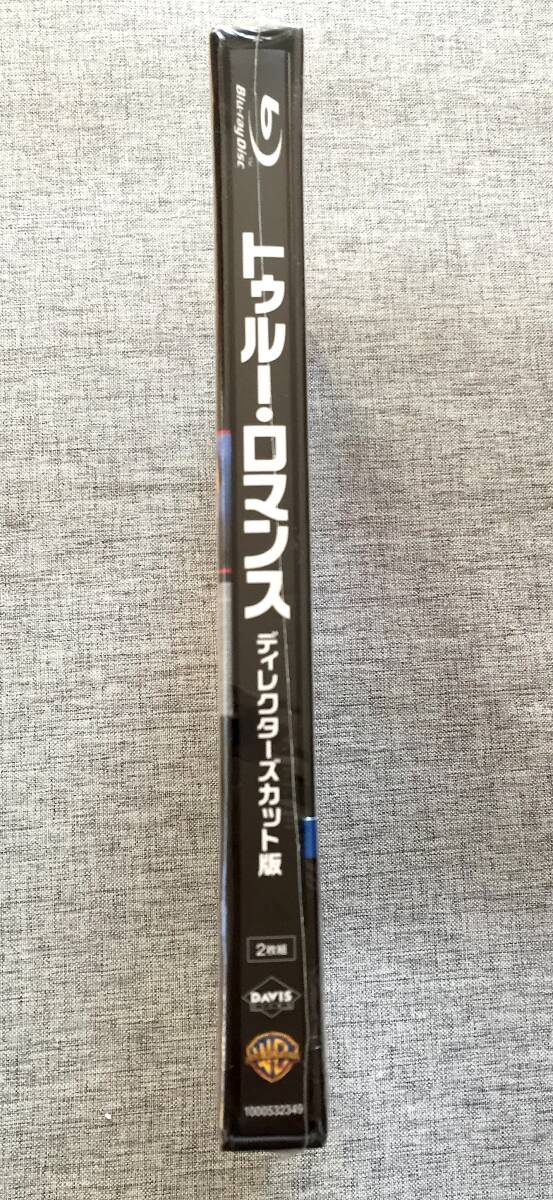 Blu-ray Disc
トゥルー・ロマンス
ディレクターズカット版
2枚組
DAVIS
WB
1000532349